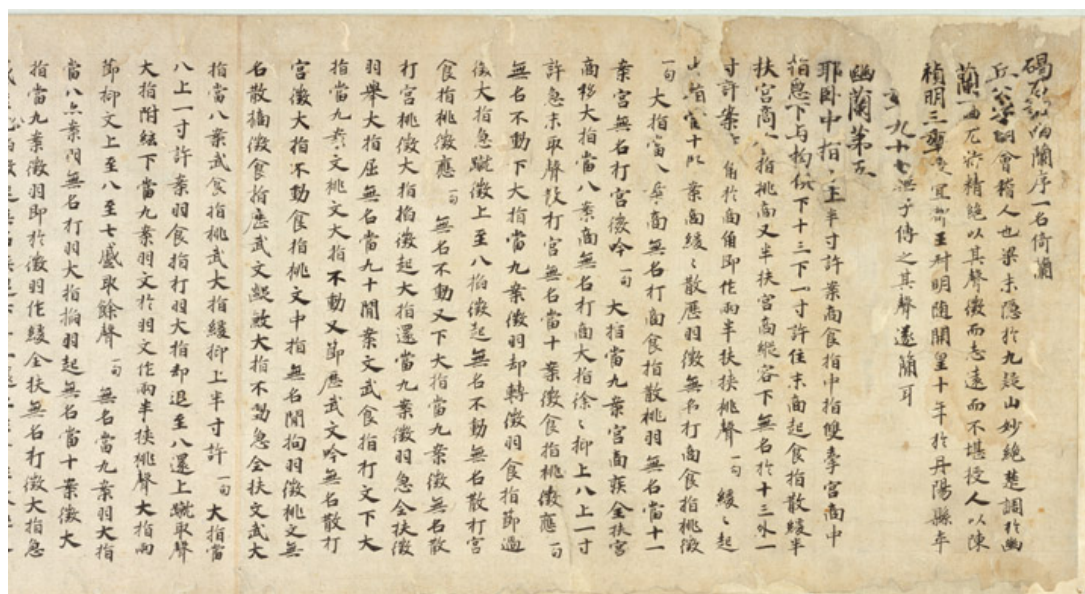 碣石調幽蘭序一名倚蘭
丘公字明會稽人也梁末隱於九疑山妙絕楚調於幽
蘭一曲尤特精絕以其聲微而志遠而不堪授人以陳
禎明三年授宜都王叔明隨開皇十年於丹陽縣卒
年九十七無子傳之其聲遂簡耳
幽蘭第五
耶臥中指上半寸許案商食指中指雙牽宮商中
指急下与拘俱下十三下一寸許住末商起食指散緩半
扶宮商食指挑商又半扶宮商縱容下無名於十三外一
寸許案商角於商角即作兩半扶挾挑聲一句 緩〻起
指當十案商緩〻散歷羽徵無名打商食指挑徵
一句 大指當八案商無名打商食指散挑羽無名當十一
案宮無名打宮徵吟一句 大指當九案宮商疾全扶宮
商移大指當八案商無名打商大指徐〻抑上八上一寸
許急末取聲散打宮無名當十案徵食指挑徵應一句
無名不動下大指當九案徵羽却轉徵羽食指節過
徵大指急蹴徵上至八掐徵起無名不動無名散打宮
食指挑徵應一句 無名不動又下大指當九案徵無名散
打宮挑徵大指掐徵起大指還當九案徵羽急全扶徵
羽舉大指屈無名當九十間案文武食指打文下大
指當九案文挑文大指不動又節歷武文吟無名散打
宮徵大指不動食指挑文中指無名間拘羽徵挑文無
名散擿徵食指歷武文蠲敝大指不動急全扶文武大
指當八案武食指挑武大指緩抑上半寸許一句 大指當
八上一寸許案羽食指打羽大指却退至八還上蹴取聲
大指附絃下當九案羽文於羽文作兩半挾挑聲大指兩
節抑文上至八至七慼取餘聲一句 無名當九案羽大指
當八案間無名打羽大指掐羽起無名當十案徵大
指當九案徵羽即於徵羽作緩全扶無名打徵大指急